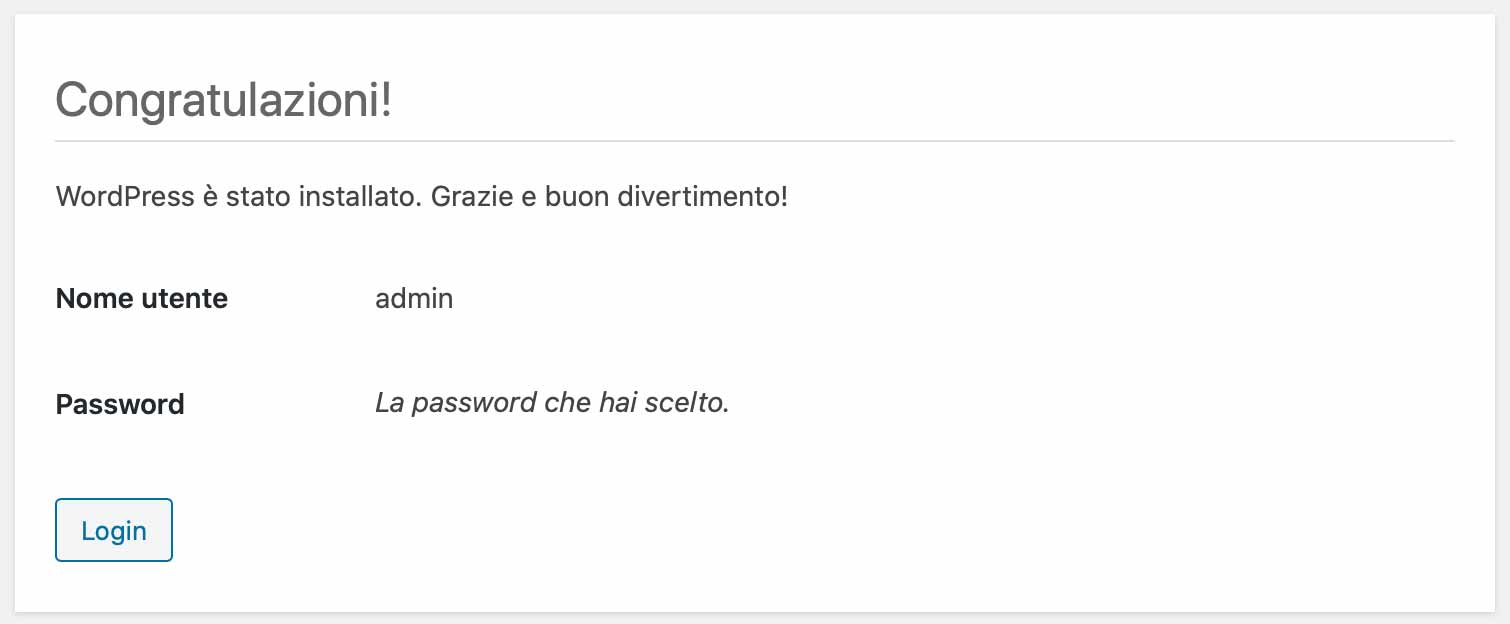 Congratulazioni!
WordPress è stato installato. Grazie e buon divertimento!
Nome utente admin
Password La password che hai scelto.
Login